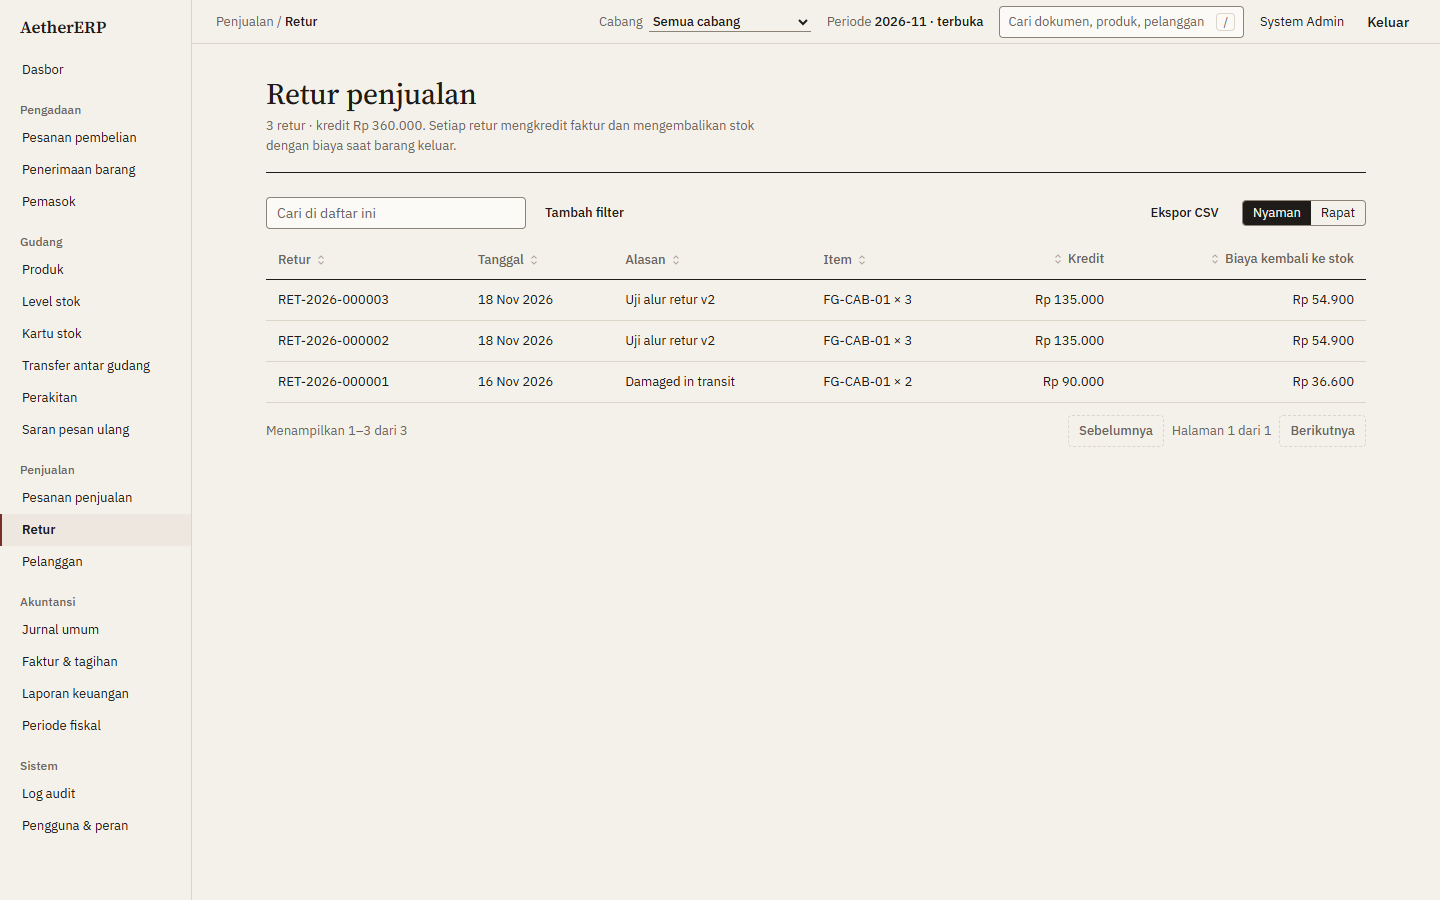 AetherERP
Dasbor
Pengadaan
Pesanan pembelian
Penerimaan barang
Pemasok
Gudang
Produk
Level stok
Kartu stok
Transfer antar gudang
Perakitan
Saran pesan ulang
Penjualan
Pesanan penjualan
Retur
Pelanggan
Akuntansi
Jurnal umum
Faktur & tagihan
Laporan keuangan
Periode fiskal
Sistem
Log audit
Pengguna & peran
Penjualan / Retur
Cabang Semua cabang
Periode 2026-11 · terbuka
Cari dokumen, produk, pelanggan /
System Admin
Keluar
Retur penjualan
3 retur · kredit Rp 360.000. Setiap retur mengkredit faktur dan mengembalikan stok
dengan biaya saat barang keluar.
Cari di daftar ini
Tambah filter
Ekspor CSV
Nyaman Rapat
Retur Tanggal Alasan Item Kredit Biaya kembali ke stok
RET-2026-000003 18 Nov 2026 Uji alur retur v2 FG-CAB-01 × 3 Rp 135.000 Rp 54.900
RET-2026-000002 18 Nov 2026 Uji alur retur v2 FG-CAB-01 × 3 Rp 135.000 Rp 54.900
RET-2026-000001 16 Nov 2026 Damaged in transit FG-CAB-01 × 2 Rp 90.000 Rp 36.600
Menampilkan 1–3 dari 3
Sebelumnya Halaman 1 dari 1 Berikutnya